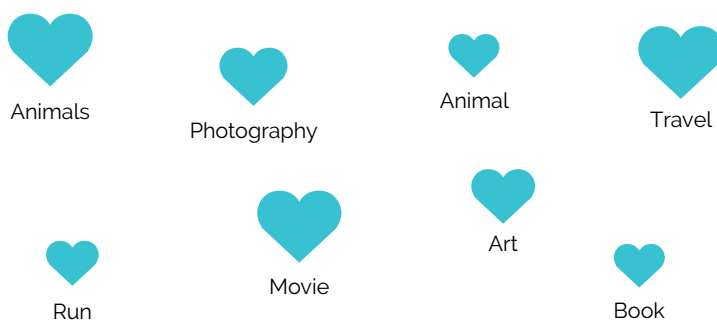 Animals
Photography
Animal
Travel
Run
Movie
Art
Book